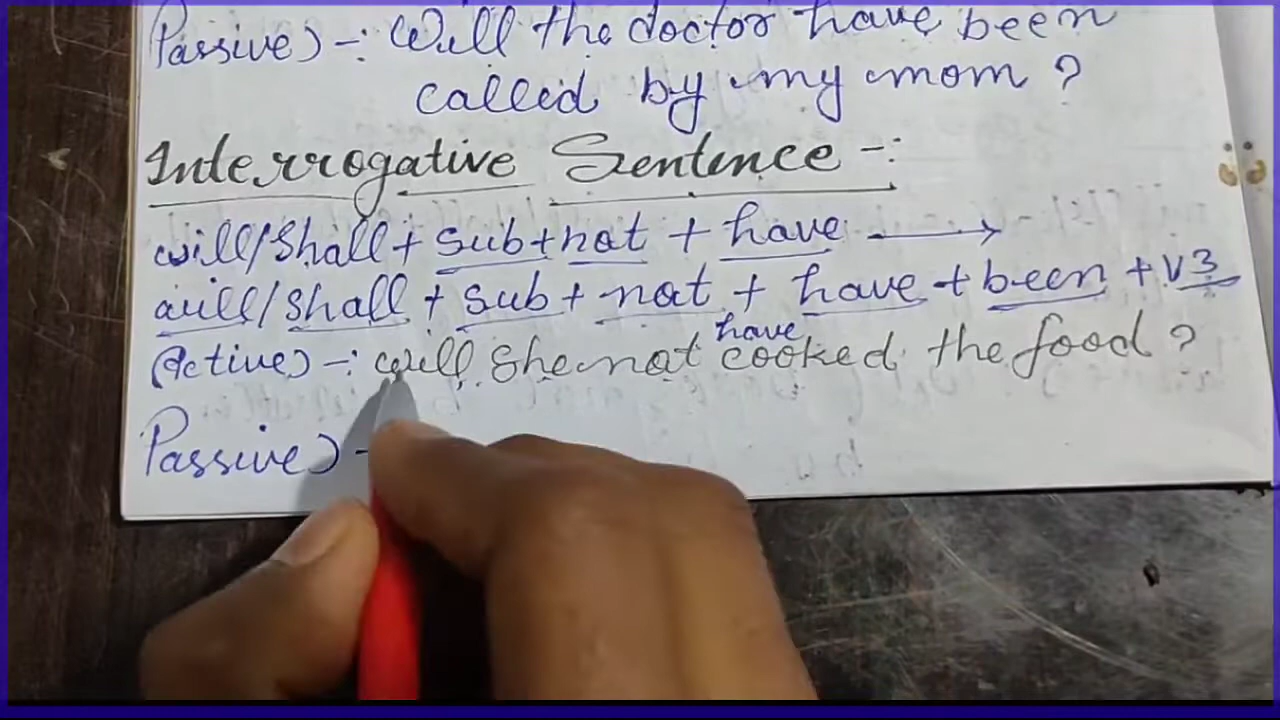 Passive) -: Will the doctor have been
called by my mom ?
Interrogative Sentence -:
will/shall + sub + not + have →
will/shall + sub + not + have + been + V3
have
(Active) -: will she not cooked the food ?
Passive) -